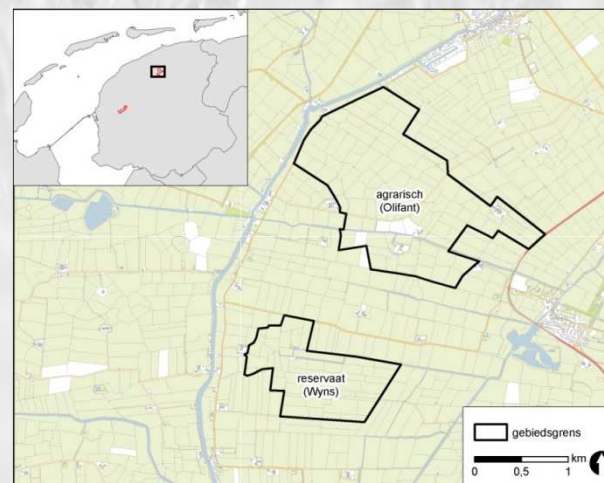 agrarisch
(Olifant)
reservaat
(Wyns)
gebiedsgrens
km
0 0,5 1